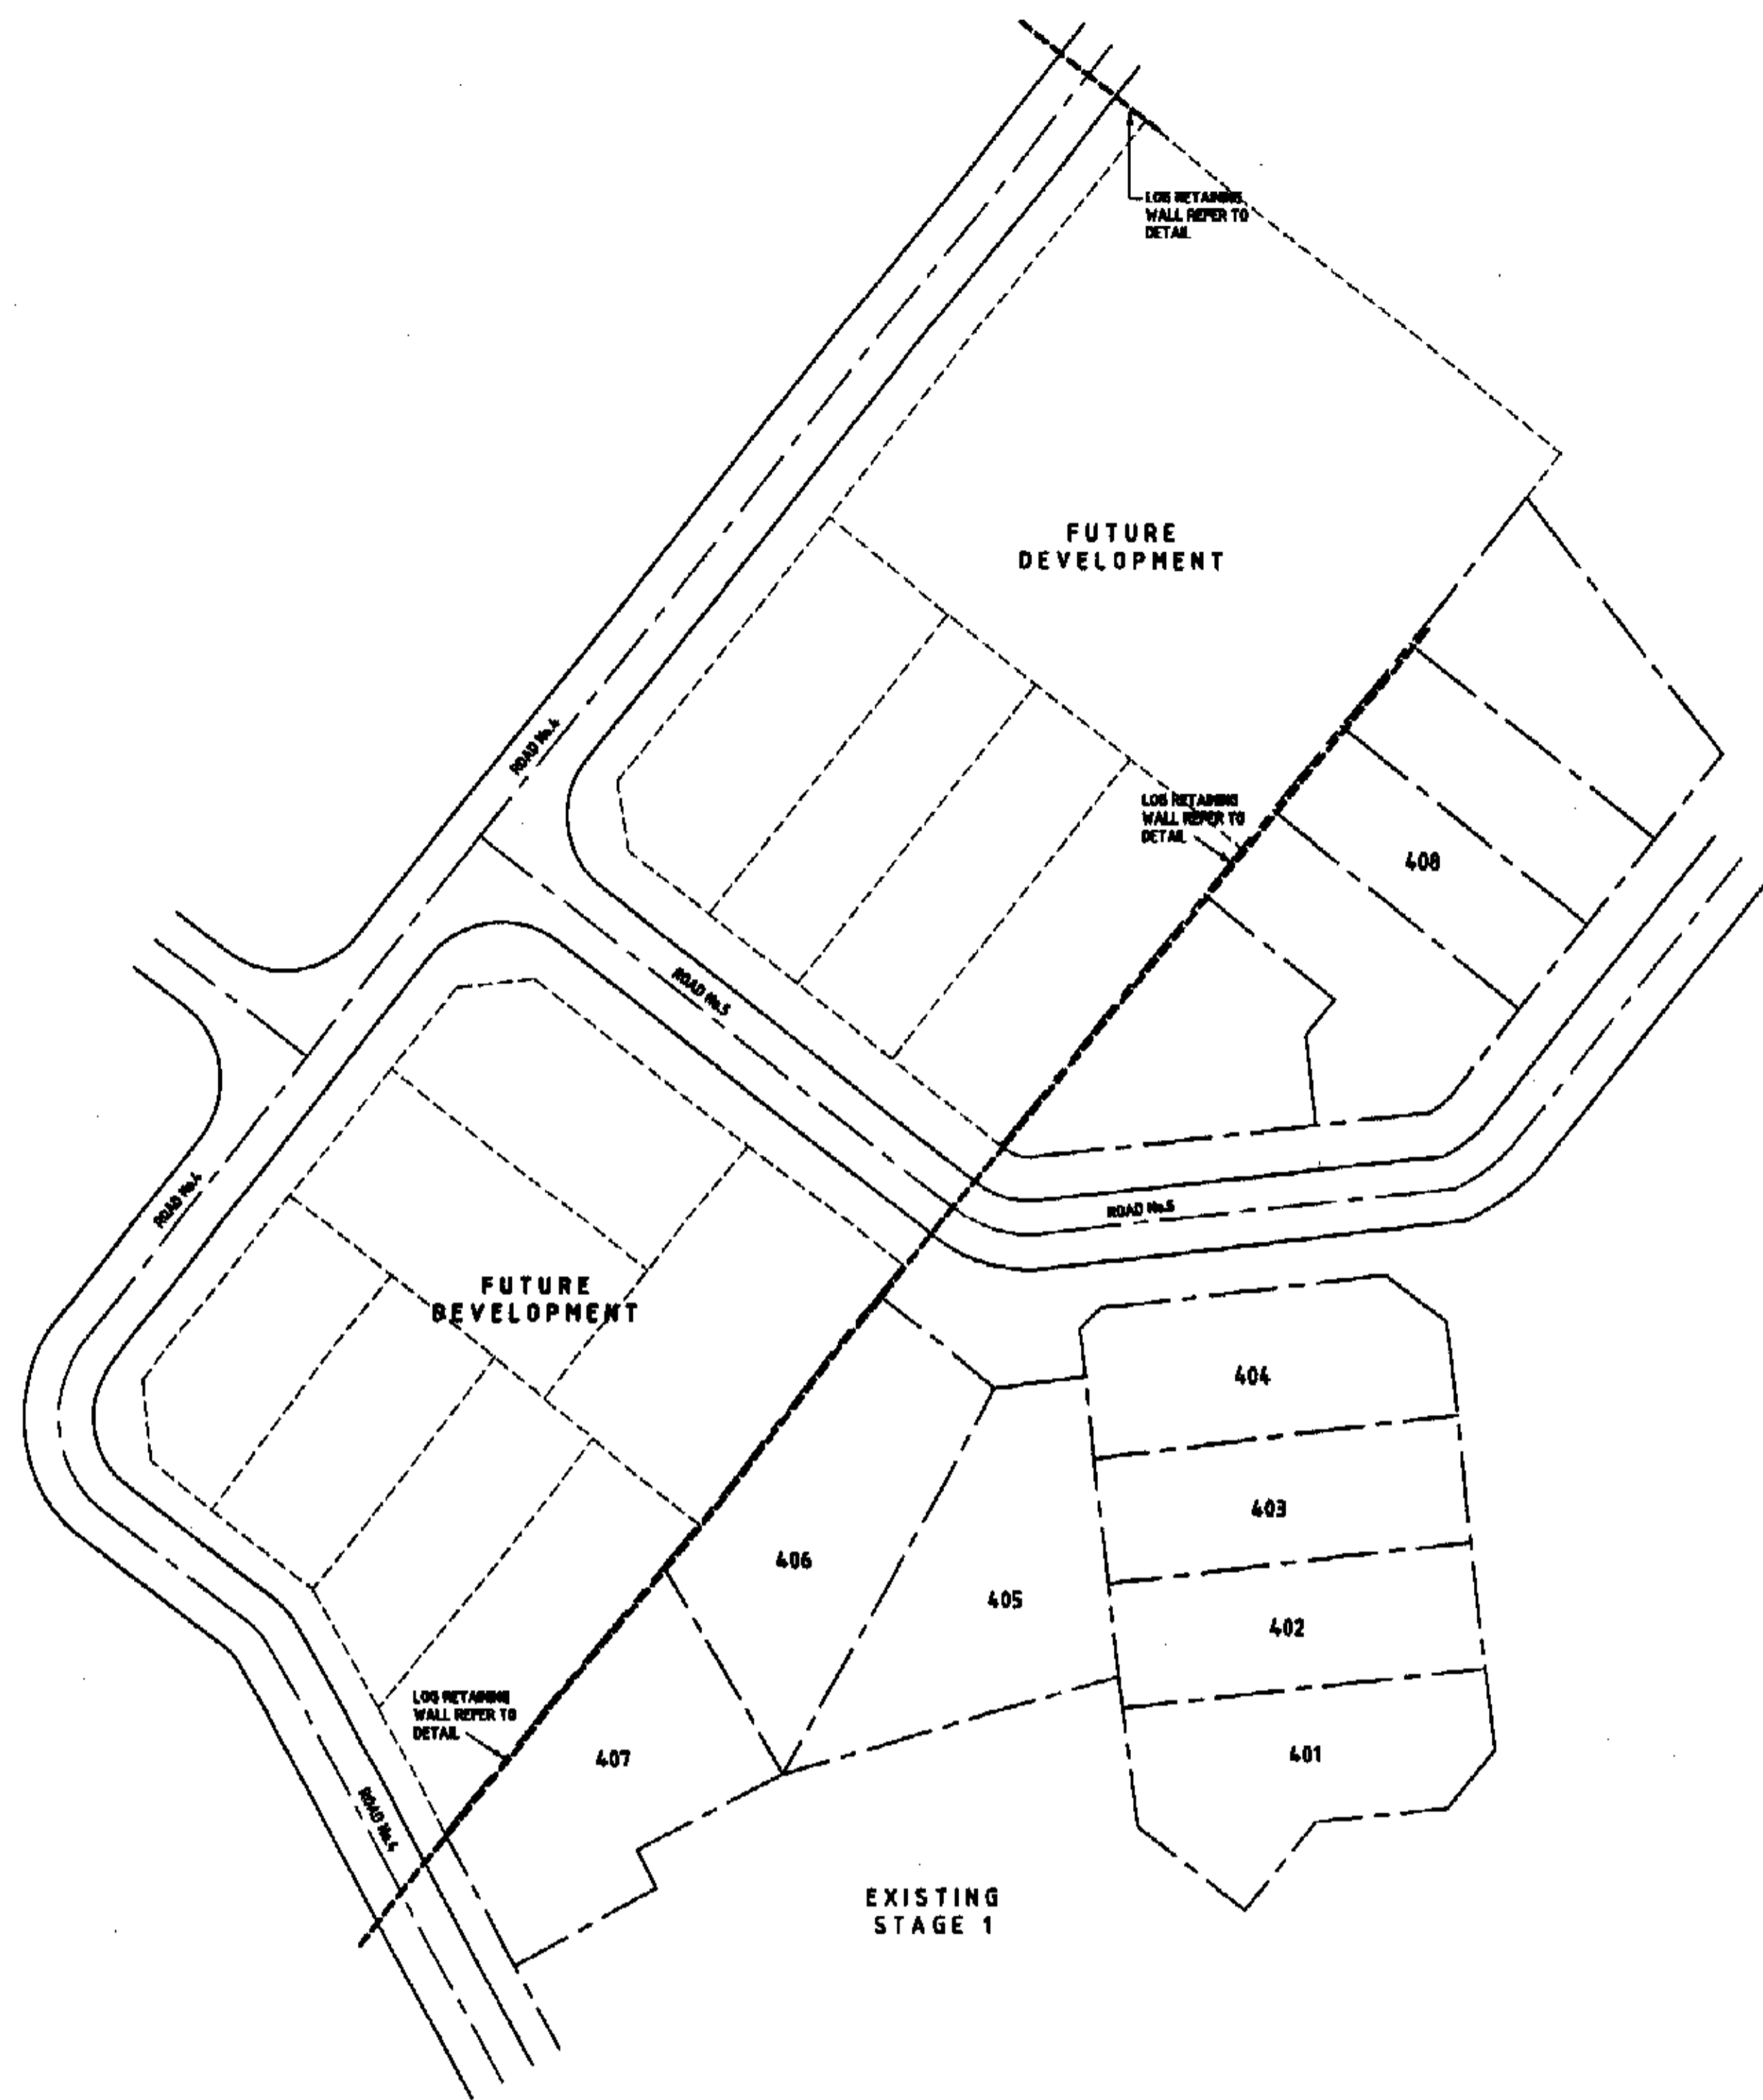 LOG RETAINING
WALL REFER TO
DETAIL
FUTURE
DEVELOPMENT
ROAD No.4
LOG RETAINING
WALL REFER TO
DETAIL
408
ROAD No.5
ROAD No.4
ROAD No.5
FUTURE
DEVELOPMENT
404
403
406
405
402
LOG RETAINING
WALL REFER TO
DETAIL
407
401
ROAD No.4
EXISTING
STAGE 1